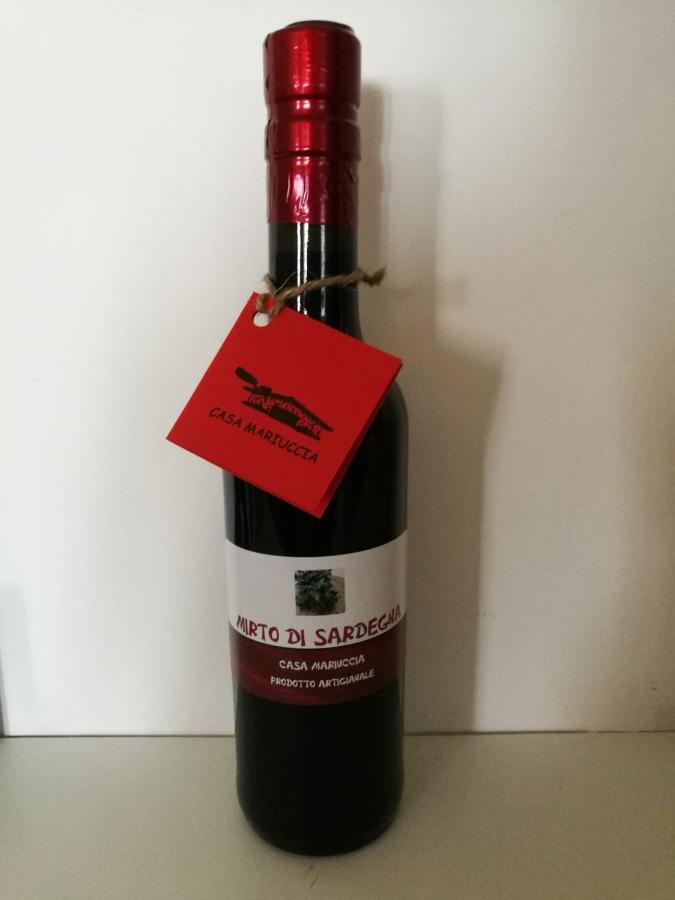 CASA MARIUCCIA
MIRTO DI SARDEGNA
CASA MARIUCCIA
PRODOTTO ARTIGIANALE